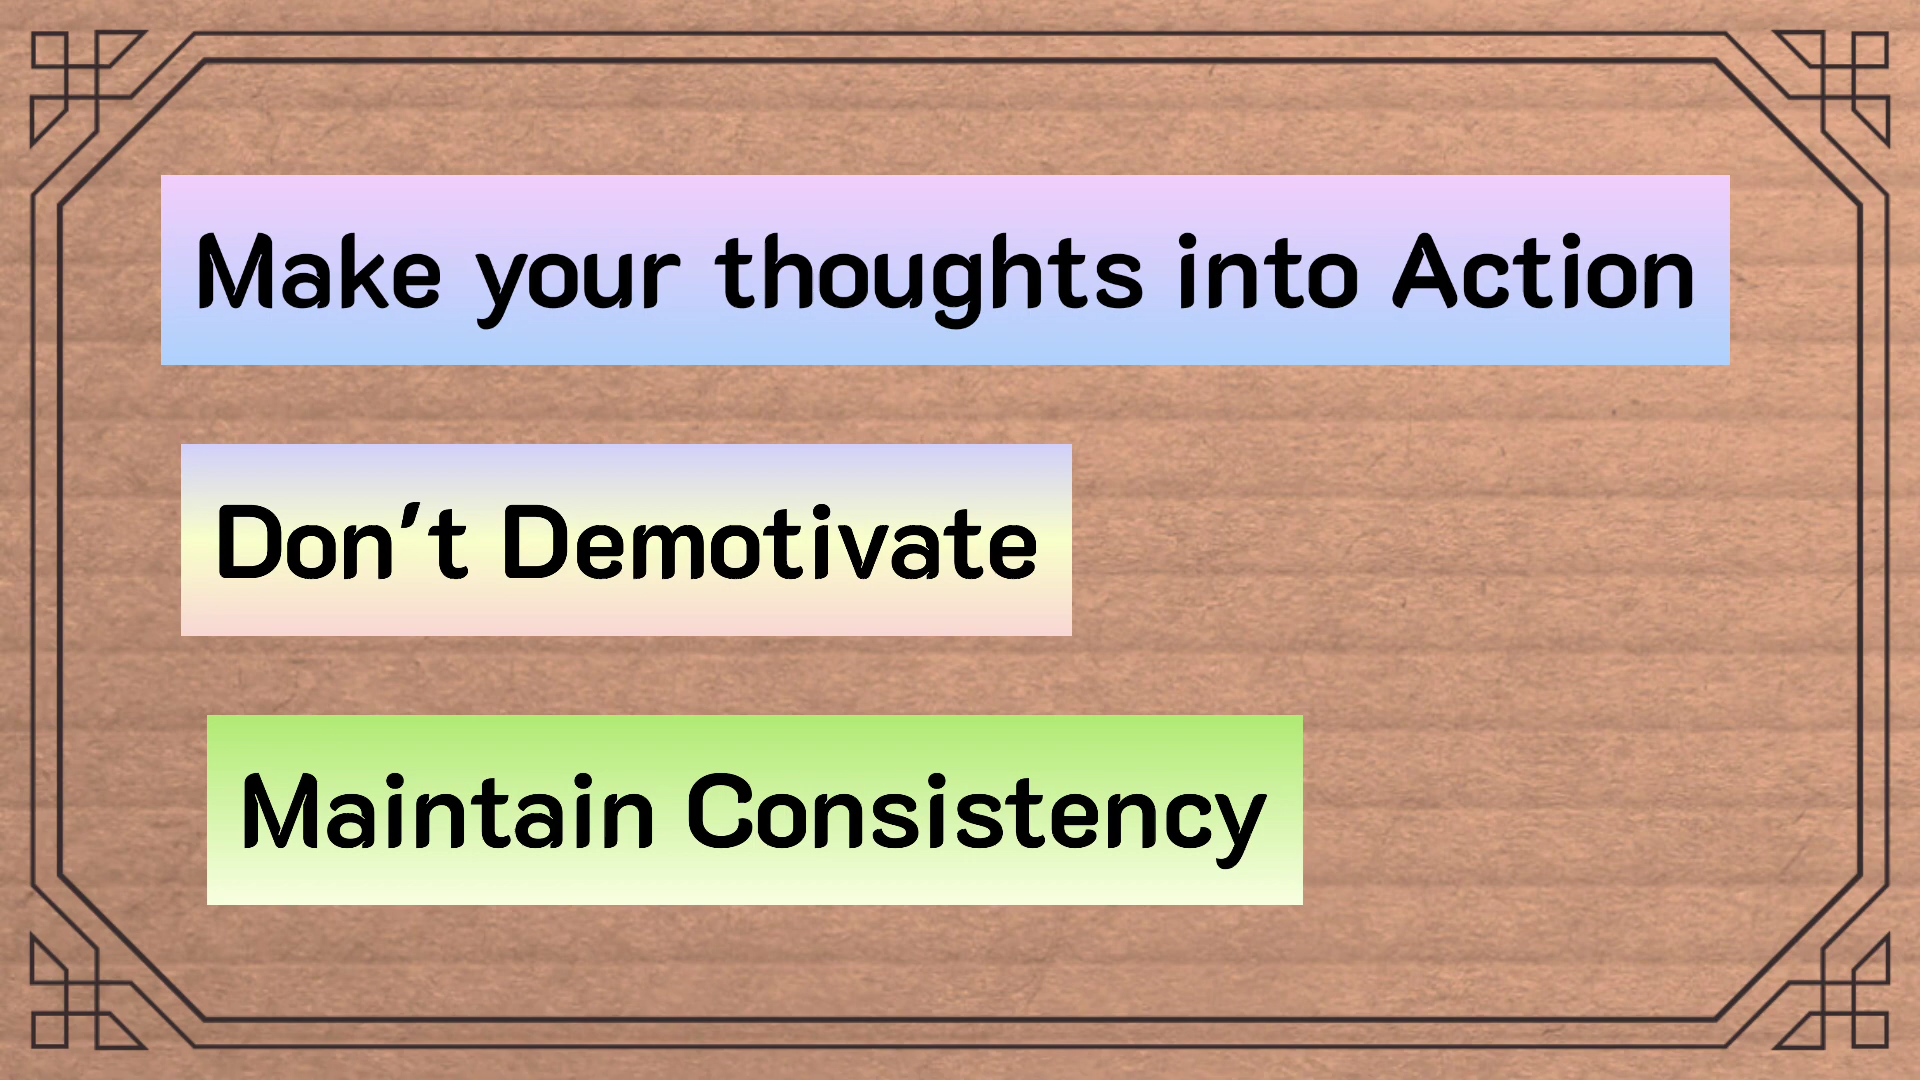 Make your thoughts into Action
Don't Demotivate
Maintain Consistency